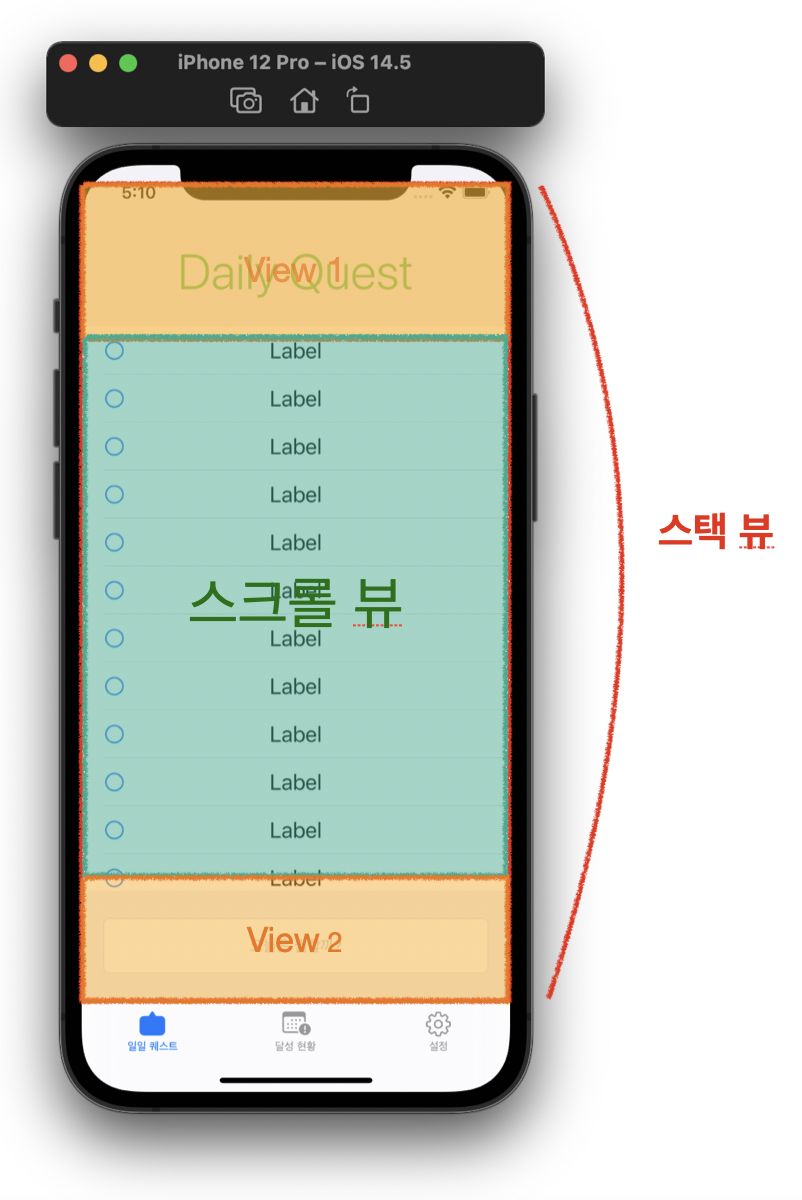 iPhone 12 Pro – iOS 14.5
5:10
Daily Quest
View 1
Label
Label
Label
Label
Label
스택 뷰
Label
스크롤 뷰
Label
Label
Label
Label
Label
Label
View 2
일일 퀘스트
달성 현황
설정